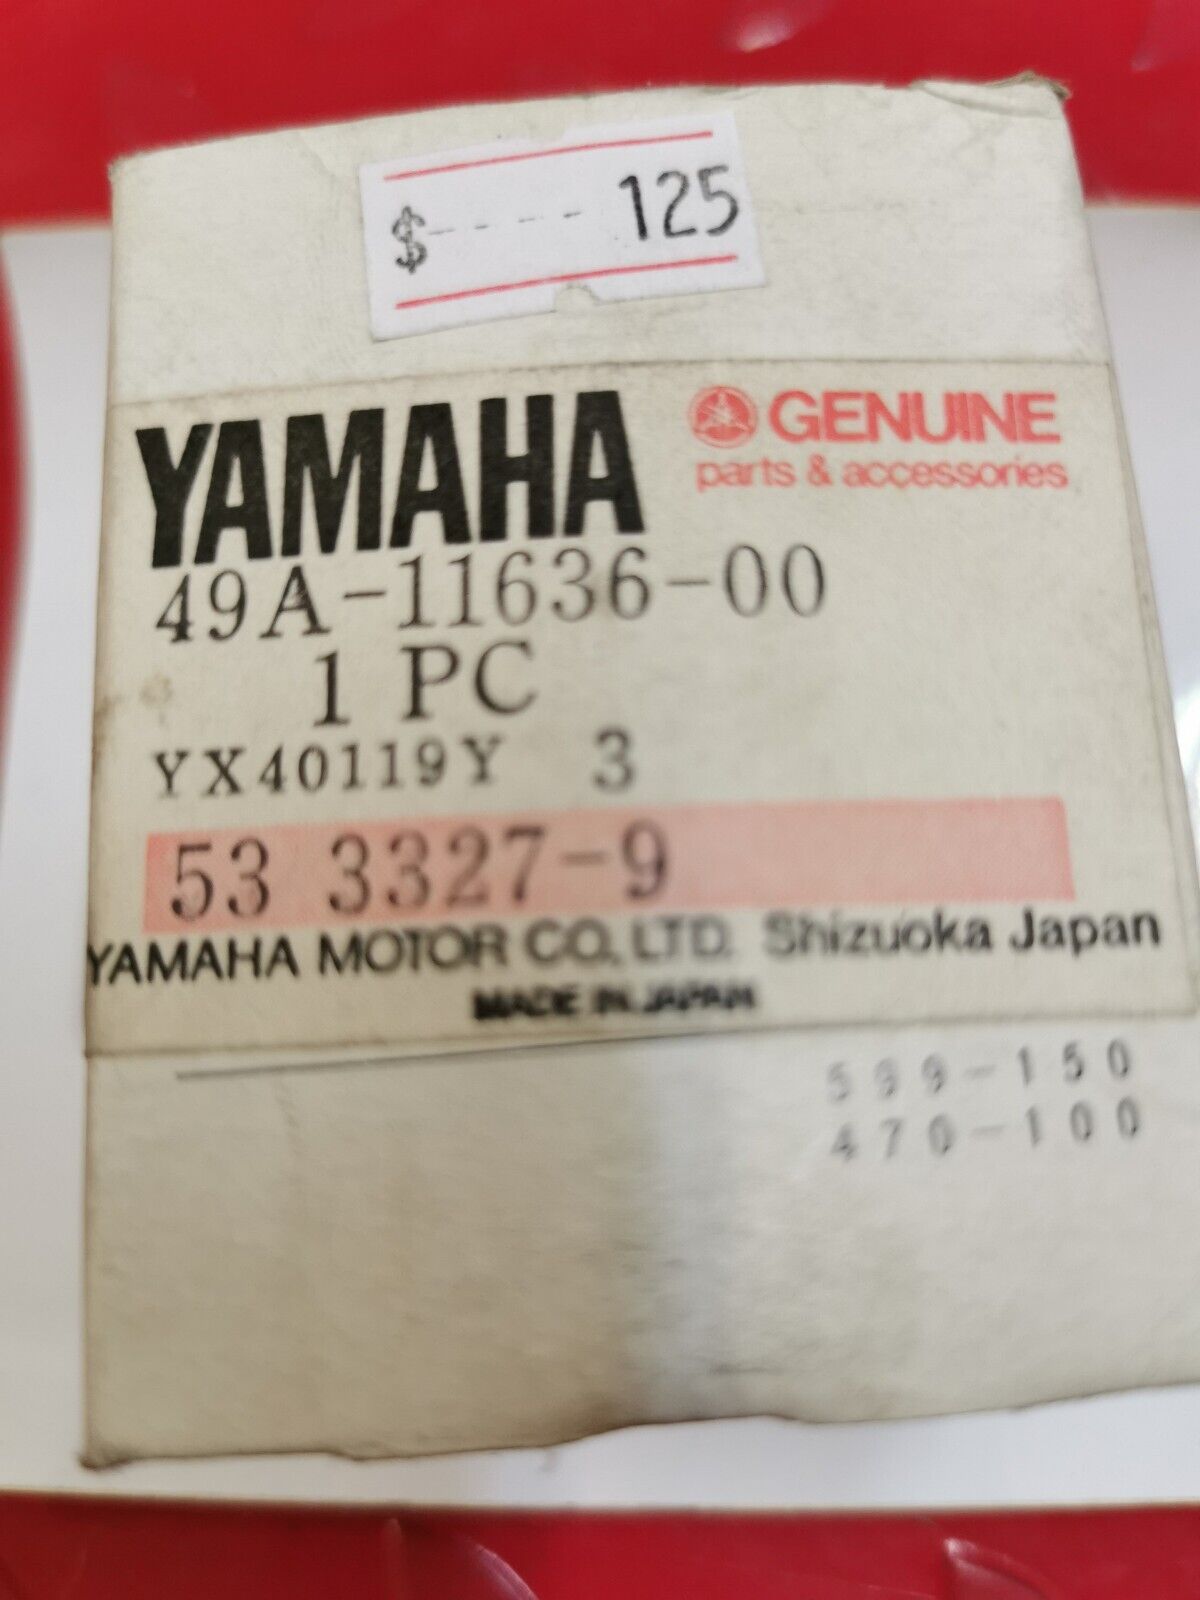 $---- 125
YAMAHA GENUINE
parts & accessories
49A-11636-00
1 PC
YX40119Y 3
53 3327-9
YAMAHA MOTOR CO., LTD. Shizuoka Japan
MADE IN JAPAN
599-150
470-100